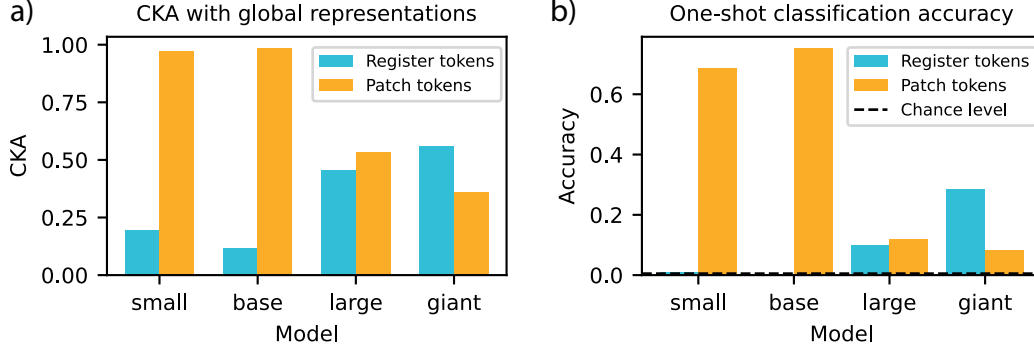 a)
CKA with global representations
1.00
0.75
0.50
0.25
0.00
CKA
Register tokens
Patch tokens
small
base
large
giant
Model
b)
One-shot classification accuracy
0.6
0.4
0.2
0.0
Accuracy
Register tokens
Patch tokens
Chance level
small
base
large
giant
Model